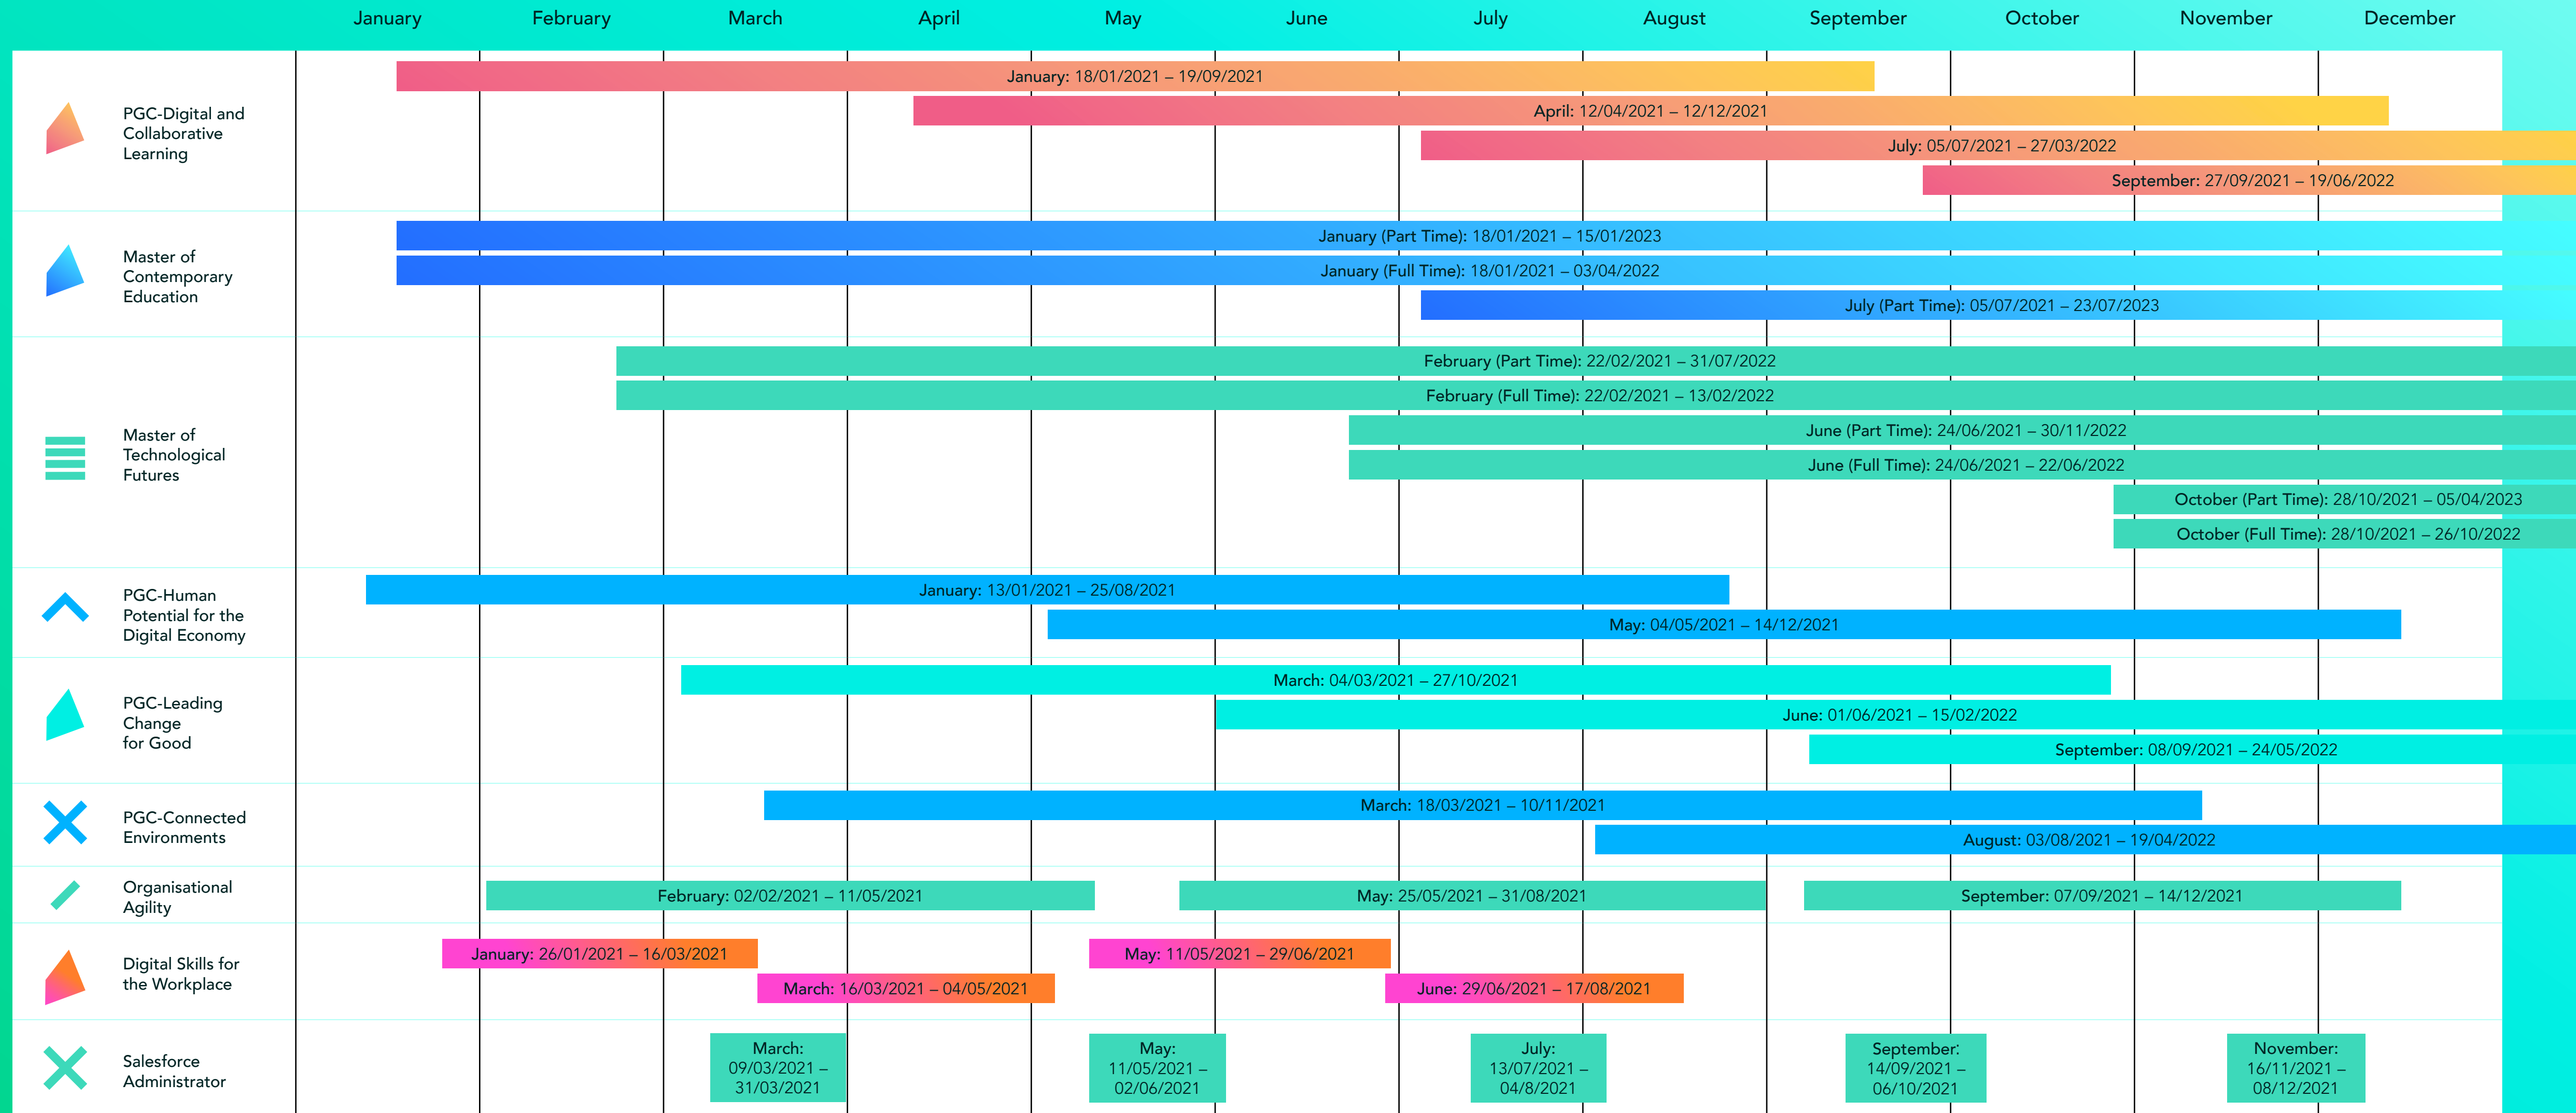 January February March April May June July August September October November December
PGC-Digital and
Collaborative
Learning
January: 18/01/2021 – 19/09/2021
April: 12/04/2021 – 12/12/2021
July: 05/07/2021 – 27/03/2022
September: 27/09/2021 – 19/06/2022
Master of
Contemporary
Education
January (Part Time): 18/01/2021 – 15/01/2023
January (Full Time): 18/01/2021 – 03/04/2022
July (Part Time): 05/07/2021 – 23/07/2023
Master of
Technological
Futures
February (Part Time): 22/02/2021 – 31/07/2022
February (Full Time): 22/02/2021 – 13/02/2022
June (Part Time): 24/06/2021 – 30/11/2022
June (Full Time): 24/06/2021 – 22/06/2022
October (Part Time): 28/10/2021 – 05/04/2023
October (Full Time): 28/10/2021 – 26/10/2022
PGC-Human
Potential for the
Digital Economy
January: 13/01/2021 – 25/08/2021
May: 04/05/2021 – 14/12/2021
PGC-Leading
Change
for Good
March: 04/03/2021 – 27/10/2021
June: 01/06/2021 – 15/02/2022
September: 08/09/2021 – 24/05/2022
PGC-Connected
Environments
March: 18/03/2021 – 10/11/2021
August: 03/08/2021 – 19/04/2022
Organisational
Agility
February: 02/02/2021 – 11/05/2021
May: 25/05/2021 – 31/08/2021
September: 07/09/2021 – 14/12/2021
Digital Skills for
the Workplace
January: 26/01/2021 – 16/03/2021
March: 16/03/2021 – 04/05/2021
May: 11/05/2021 – 29/06/2021
June: 29/06/2021 – 17/08/2021
Salesforce
Administrator
March:
09/03/2021 –
31/03/2021
May:
11/05/2021 –
02/06/2021
July:
13/07/2021 –
04/8/2021
September:
14/09/2021 –
06/10/2021
November:
16/11/2021 –
08/12/2021